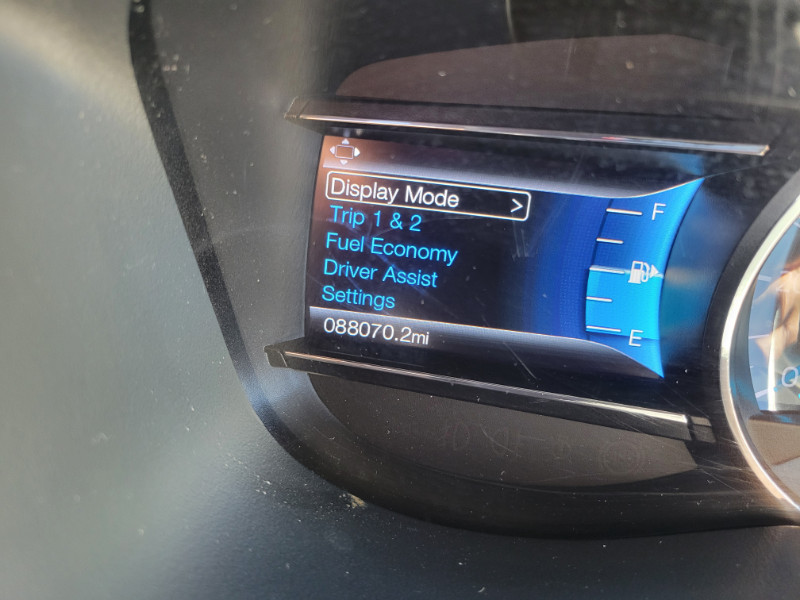 Display Mode >
Trip 1 & 2
Fuel Economy
Driver Assist
Settings
088070.2mi
F
E